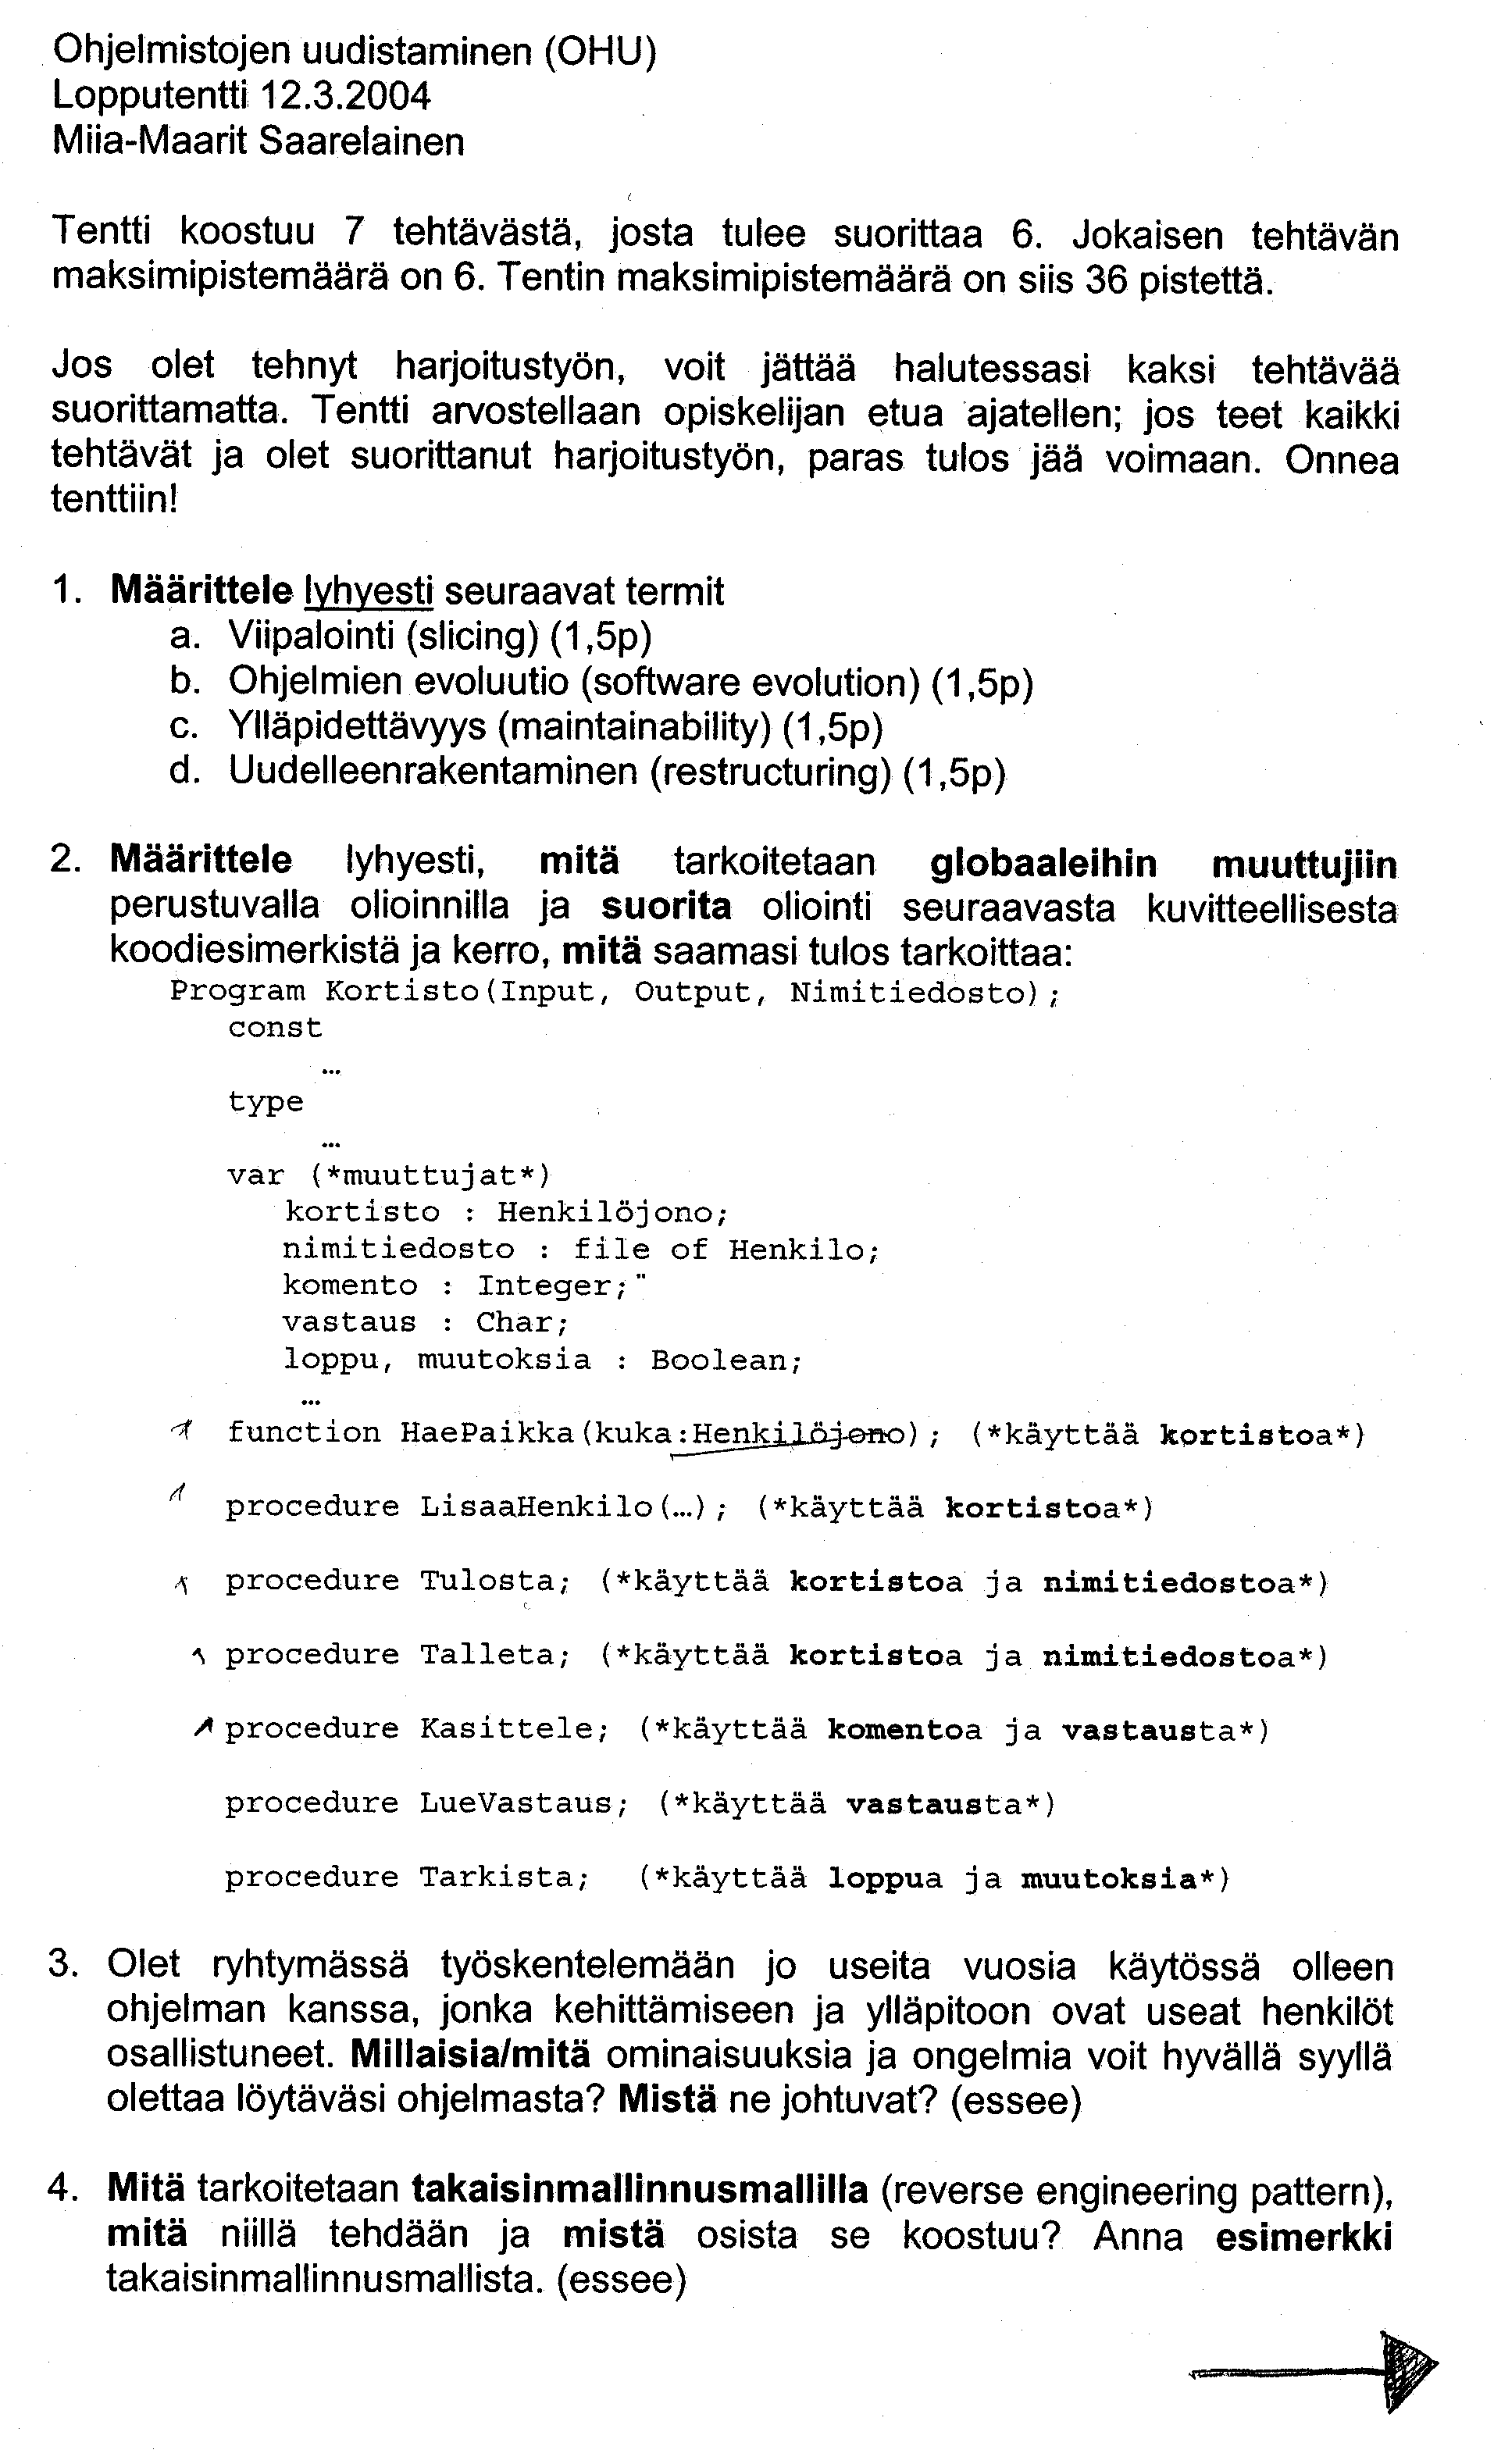 Ohjelmistojen uudistaminen (OHU)
Lopputentti 12.3.2004
Miia-Maarit Saarelainen
Tentti koostuu 7 tehtävästä, josta tulee suorittaa 6. Jokaisen tehtävän
maksimipistemäärä on 6. Tentin maksimipistemäärä on siis 36 pistettä.
Jos olet tehnyt harjoitustyön, voit jättää halutessasi kaksi tehtävää
suorittamatta. Tentti arvostellaan opiskelijan etua ajatellen; jos teet kaikki
tehtävät ja olet suorittanut harjoitustyön, paras tulos jää voimaan. Onnea
tenttiin!
1. Määrittele lyhyesti seuraavat termit
a. Viipalointi (slicing) (1,5p)
b. Ohjelmien evoluutio (software evolution) (1,5p)
c. Ylläpidettävyys (maintainability) (1,5p)
d. Uudelleenrakentaminen (restructuring) (1,5p)
2. Määrittele lyhyesti, mitä tarkoitetaan globaaleihin muuttujiin
perustuvalla olioinnilla ja suorita oliointi seuraavasta kuvitteellisesta
koodiesimerkistä ja kerro, mitä saamasi tulos tarkoittaa:
Program Kortisto(Input, Output, Nimitiedosto);
const
…
type
…
var (*muuttujat*)
kortisto : Henkilöjono;
nimitiedosto : file of Henkilo;
komento : Integer;"
vastaus : Char;
loppu, muutoksia : Boolean;
…
function HaePaikka(kuka:Henkilöjono); (*käyttää kortistoa*)
procedure LisaaHenkilo(…); (*käyttää kortistoa*)
procedure Tulosta; (*käyttää kortistoa ja nimitiedostoa*)
procedure Talleta; (*käyttää kortistoa ja nimitiedostoa*)
procedure Kasittele; (*käyttää komentoa ja vastausta*)
procedure LueVastaus; (*käyttää vastausta*)
procedure Tarkista; (*käyttää loppua ja muutoksia*)
3. Olet ryhtymässä työskentelemään jo useita vuosia käytössä olleen
ohjelman kanssa, jonka kehittämiseen ja ylläpitoon ovat useat henkilöt
osallistuneet. Millaisia/mitä ominaisuuksia ja ongelmia voit hyvällä syyllä
olettaa löytäväsi ohjelmasta? Mistä ne johtuvat? (essee)
4. Mitä tarkoitetaan takaisinmallinnusmallilla (reverse engineering pattern),
mitä niillä tehdään ja mistä osista se koostuu? Anna esimerkki
takaisinmallinnusmallista. (essee)